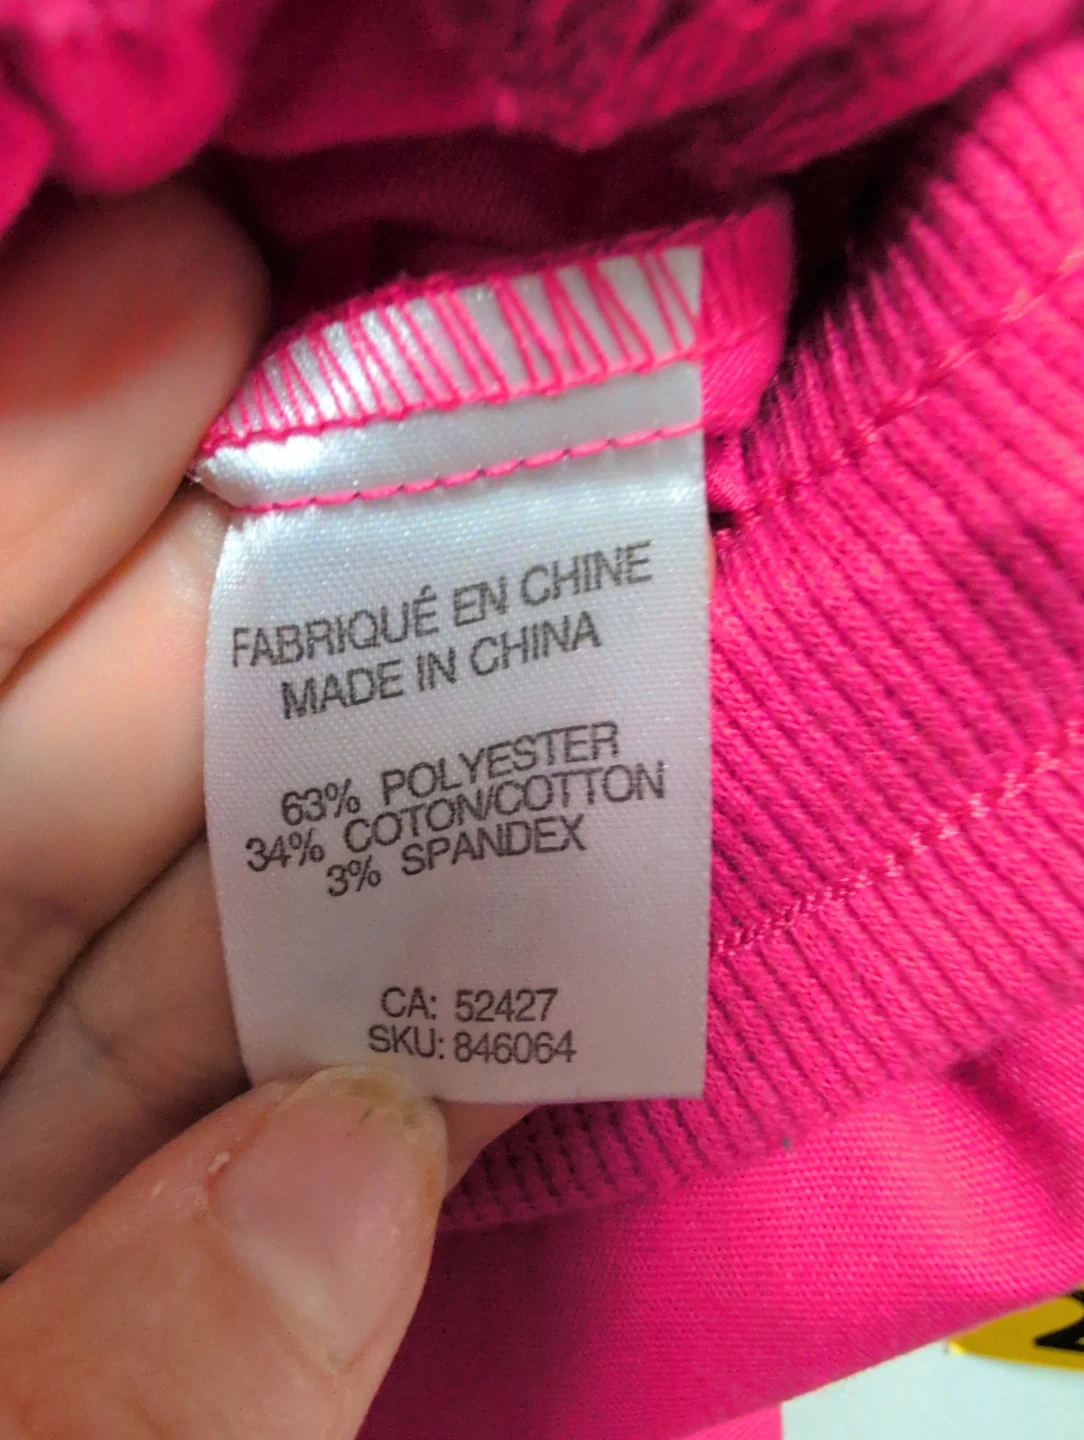 FABRIQUÉ EN CHINE
MADE IN CHINA
63% POLYESTER
34% COTON/COTTON
3% SPANDEX
CA: 52427
SKU: 846064